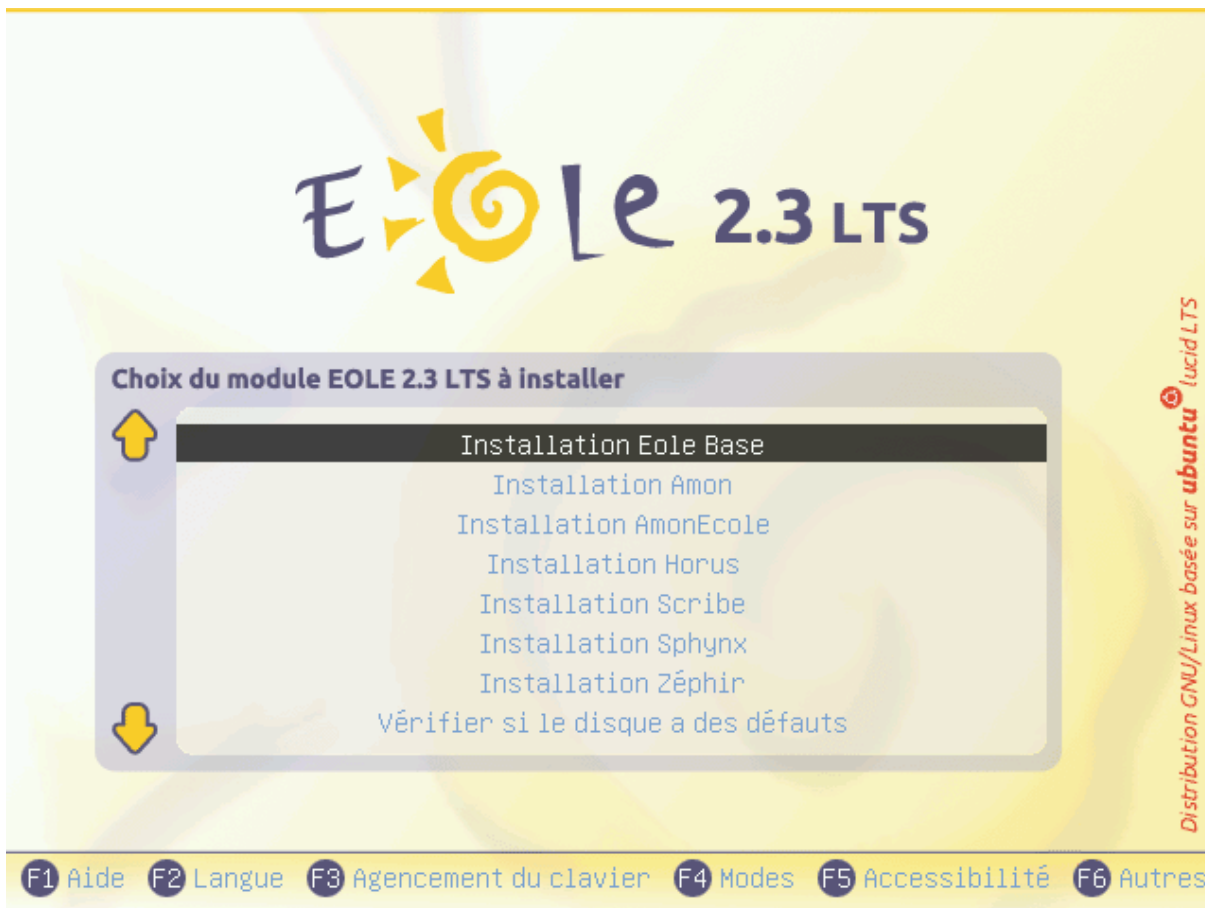 EOLE 2.3 LTS
Choix du module EOLE 2.3 LTS à installer
Installation Eole Base
Installation Amon
Installation AmonEcole
Installation Horus
Installation Scribe
Installation Sphynx
Installation Zéphir
Vérifier si le disque a des défauts
Distribution GNU/Linux basée sur ubuntu lucid LTS
F1 Aide F2 Langue F3 Agencement du clavier F4 Modes F5 Accessibilité F6 Autres